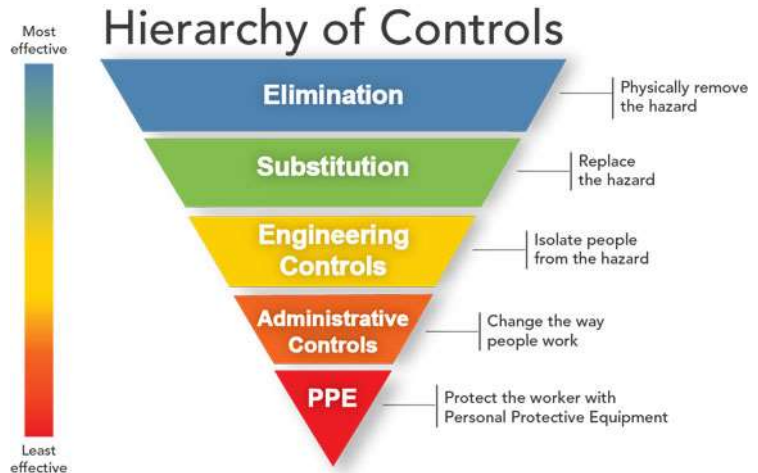 Hierarchy of Controls
Most
effective
Elimination
Physically remove
the hazard
Substitution
Replace
the hazard
Engineering
Controls
Isolate people
from the hazard
Administrative
Controls
Change the way
people work
PPE
Protect the worker with
Personal Protective Equipment
Least
effective